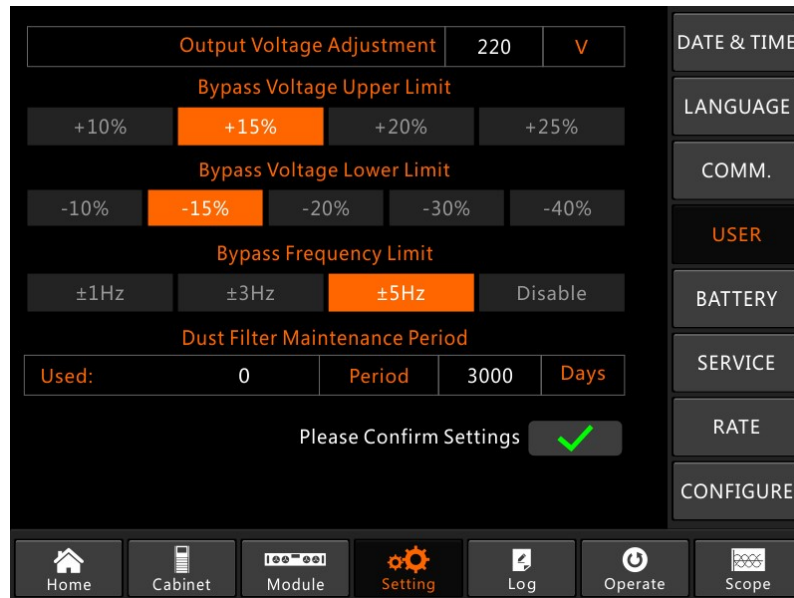 Output Voltage Adjustment 220 V
Bypass Voltage Upper Limit
+10% +15% +20% +25%
Bypass Voltage Lower Limit
-10% -15% -20% -30% -40%
Bypass Frequency Limit
±1Hz ±3Hz ±5Hz Disable
Dust Filter Maintenance Period
Used: 0 Period 3000 Days
Please Confirm Settings
DATE & TIME
LANGUAGE
COMM.
USER
BATTERY
SERVICE
RATE
CONFIGURE
Home Cabinet Module Setting Log Operate Scope